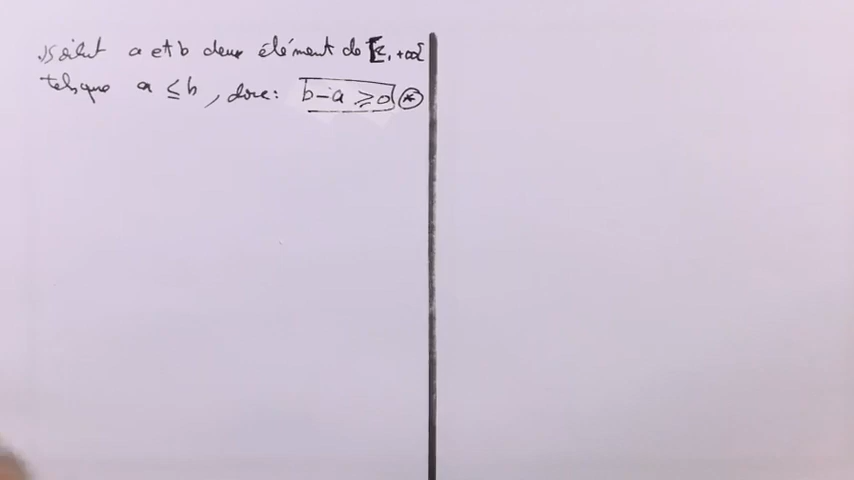 Soient a et b deux élément de [2, +∞[
tels que a ≤ b, donc : b - a ≥ 0 *